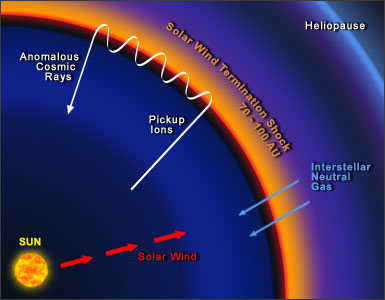 Heliopause
Anomalous
Cosmic
Rays
Solar Wind Termination Shock
70 - 100 AU
Pickup
Ions
Interstellar
Neutral
Gas
SUN
Solar Wind